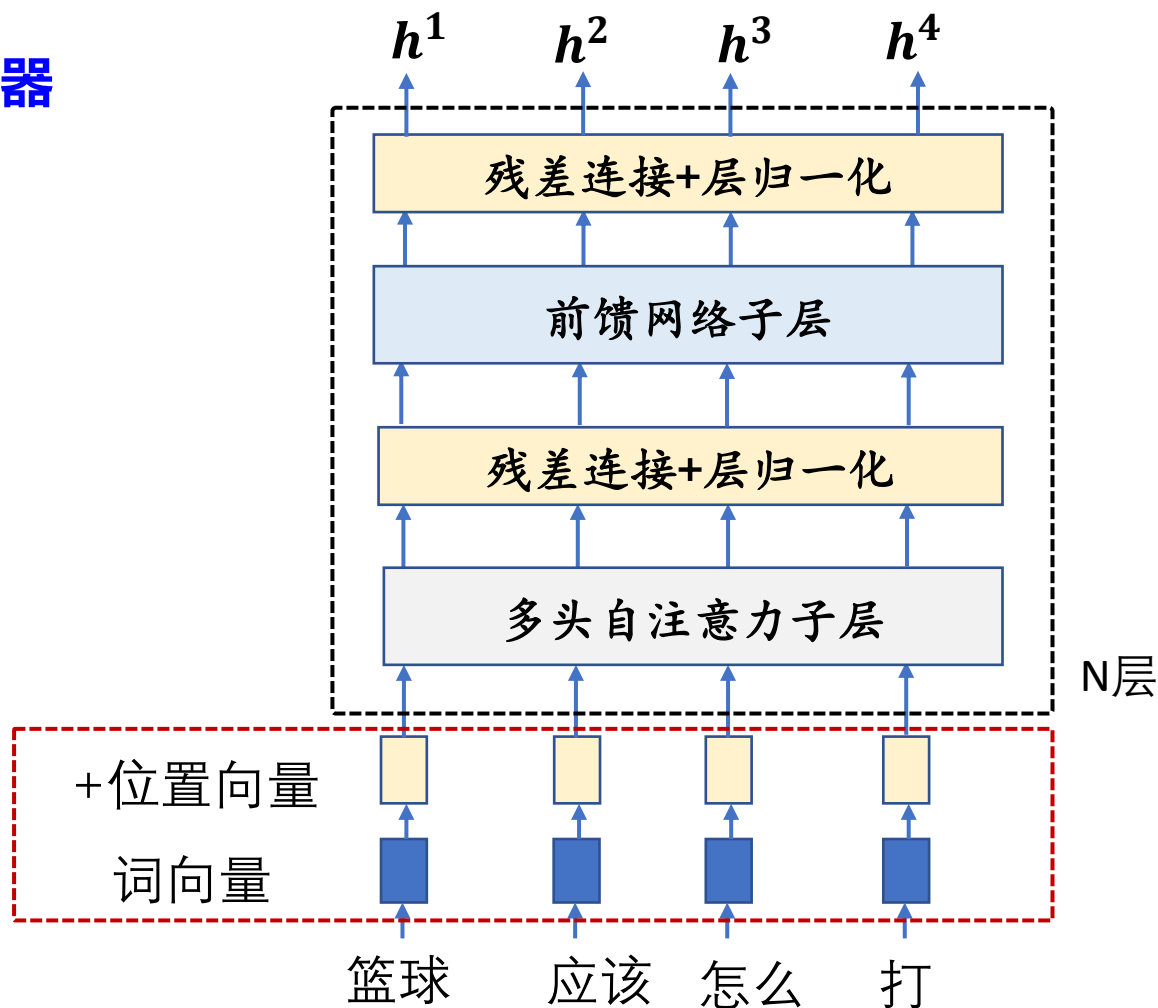 器
h¹ h² h³ h⁴
残差连接+层归一化
前馈网络子层
残差连接+层归一化
多头自注意力子层
N层
+位置向量
词向量
篮球 应该 怎么 打